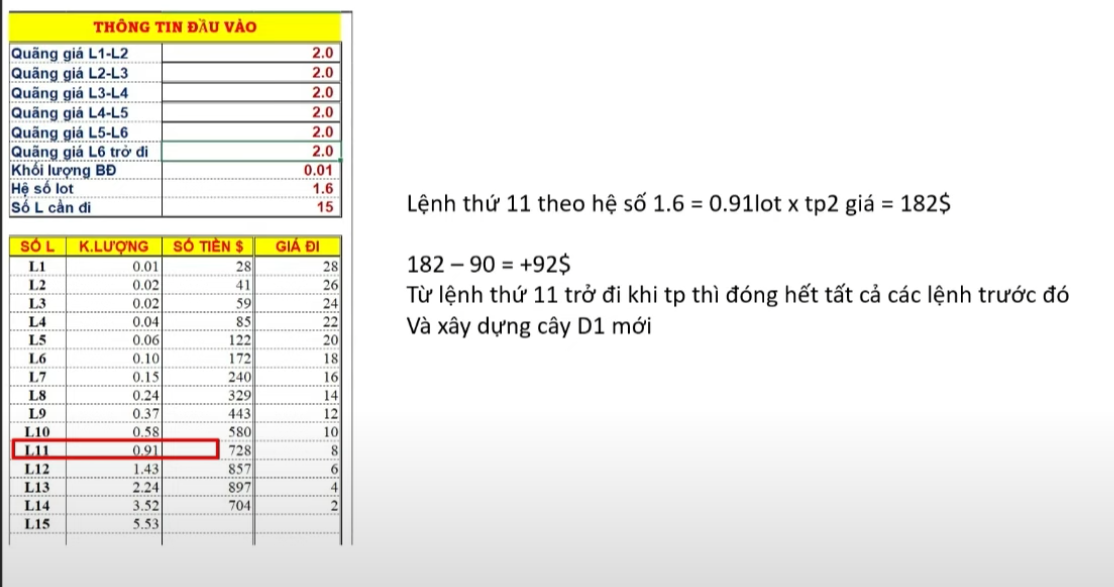 THÔNG TIN ĐẦU VÀO
Quãng giá L1-L2 2.0
Quãng giá L2-L3 2.0
Quãng giá L3-L4 2.0
Quãng giá L4-L5 2.0
Quãng giá L5-L6 2.0
Quãng giá L6 trở đi 2.0
Khối lượng BĐ 0.01
Hệ số lot 1.6
Số L cần đi 15
SỐ L K.LƯỢNG SỐ TIỀN $ GIÁ ĐI
L1 0.01 28 28
L2 0.02 41 26
L3 0.02 59 24
L4 0.04 85 22
L5 0.06 122 20
L6 0.10 172 18
L7 0.15 240 16
L8 0.24 329 14
L9 0.37 443 12
L10 0.58 580 10
L11 0.91 728 8
L12 1.43 857 6
L13 2.24 897 4
L14 3.52 704 2
L15 5.53
Lệnh thứ 11 theo hệ số 1.6 = 0.91lot x tp2 giá = 182$
182 – 90 = +92$
Từ lệnh thứ 11 trở đi khi tp thì đóng hết tất cả các lệnh trước đó
Và xây dựng cây D1 mới